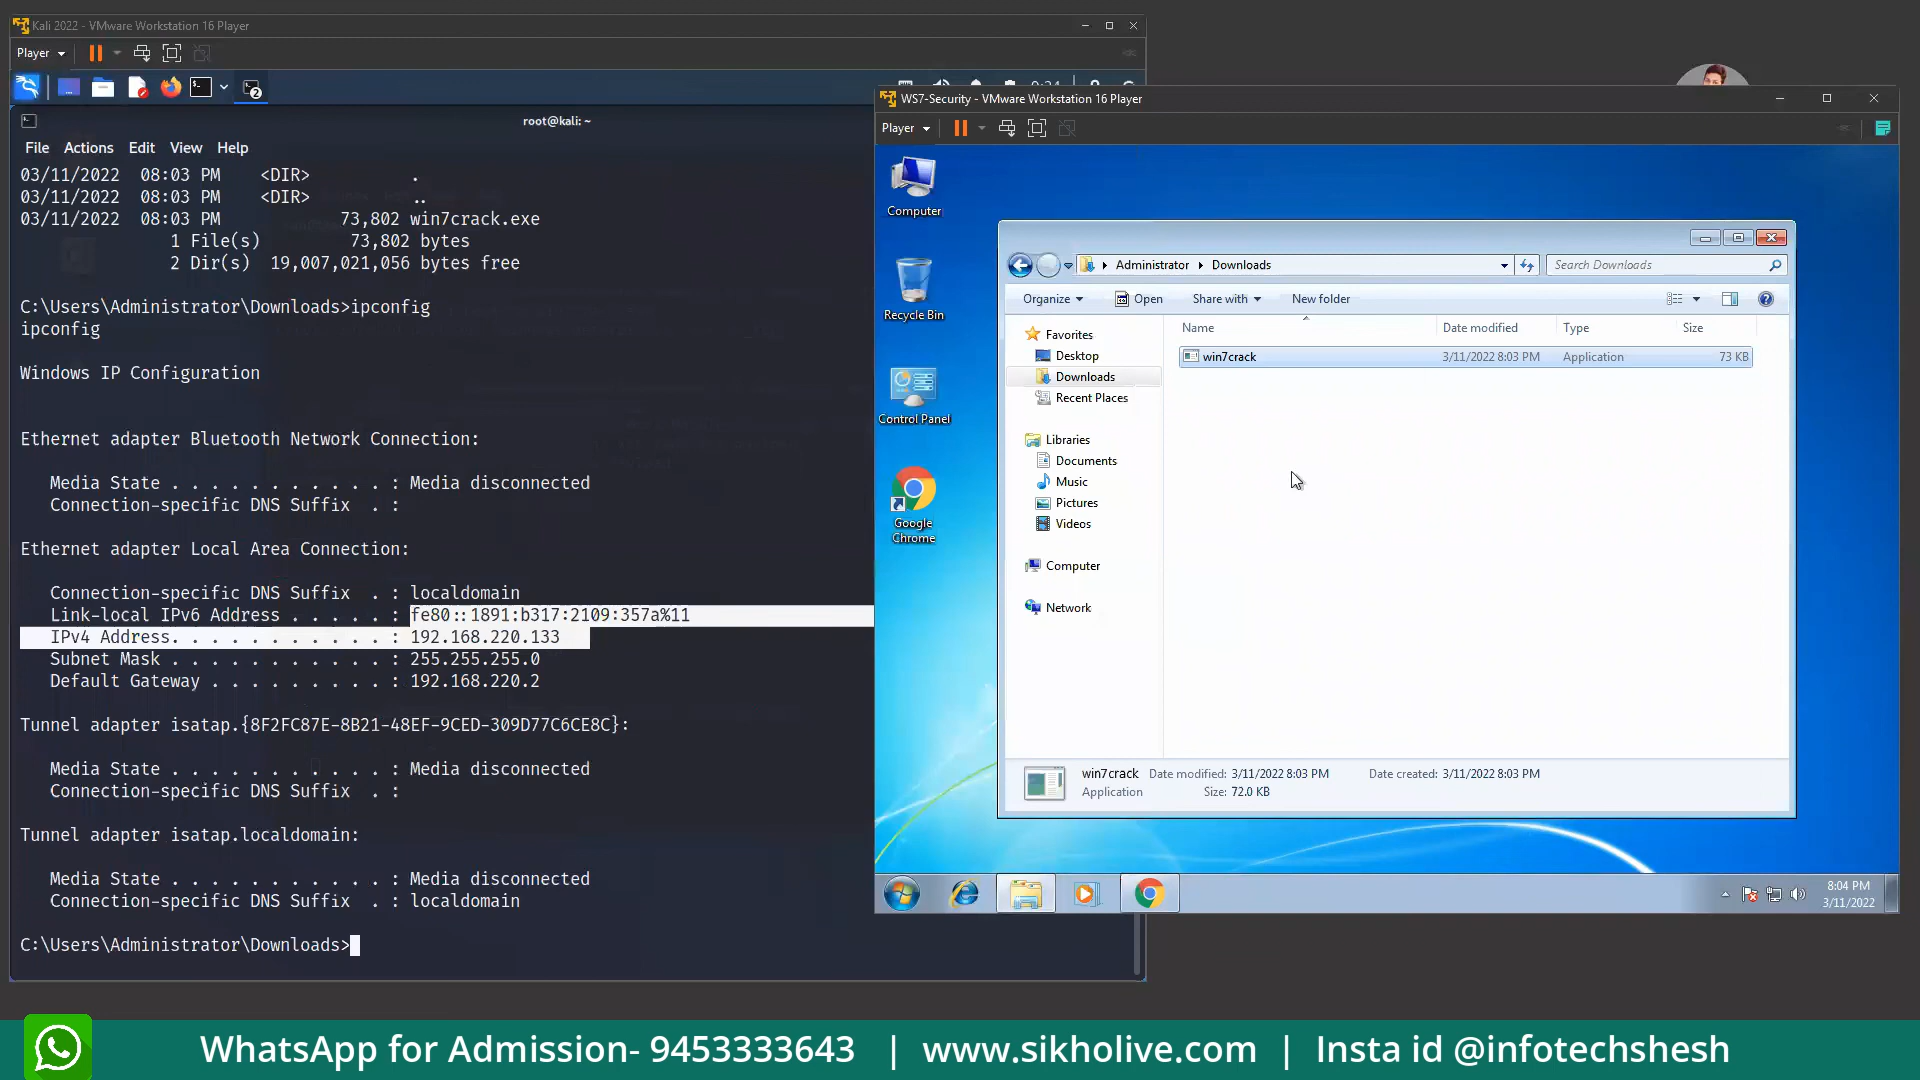 Kali 2022 - VMware Workstation 16 Player
Player
2
root@kali: ~
File Actions Edit View Help
03/11/2022 08:03 PM <DIR> .
03/11/2022 08:03 PM <DIR> ..
03/11/2022 08:03 PM 73,802 win7crack.exe
1 File(s) 73,802 bytes
2 Dir(s) 19,007,021,056 bytes free
C:\Users\Administrator\Downloads>ipconfig
ipconfig
Windows IP Configuration
Ethernet adapter Bluetooth Network Connection:
Media State . . . . . . . . . . . : Media disconnected
Connection-specific DNS Suffix . :
Ethernet adapter Local Area Connection:
Connection-specific DNS Suffix . : localdomain
Link-local IPv6 Address . . . . . : fe80::1891:b317:2109:357a%11
IPv4 Address. . . . . . . . . . . : 192.168.220.133
Subnet Mask . . . . . . . . . . . : 255.255.255.0
Default Gateway . . . . . . . . . : 192.168.220.2
Tunnel adapter isatap.{8F2FC87E-8B21-48EF-9CED-309D77C6CE8C}:
Media State . . . . . . . . . . . : Media disconnected
Connection-specific DNS Suffix . :
Tunnel adapter isatap.localdomain:
Media State . . . . . . . . . . . : Media disconnected
Connection-specific DNS Suffix . : localdomain
C:\Users\Administrator\Downloads>
WS7-Security - VMware Workstation 16 Player
Player
Computer
Recycle Bin
Control Panel
Google
Chrome
Administrator Downloads
Search Downloads
Organize Open Share with New folder
Favorites
Desktop
Downloads
Recent Places
Libraries
Documents
Music
Pictures
Videos
Computer
Network
Name Date modified Type Size
win7crack 3/11/2022 8:03 PM Application 73 KB
win7crack Date modified: 3/11/2022 8:03 PM Date created: 3/11/2022 8:03 PM
Application Size: 72.0 KB
8:04 PM
3/11/2022
WhatsApp for Admission- 9453333643 | www.sikholive.com | Insta id @infotechshesh